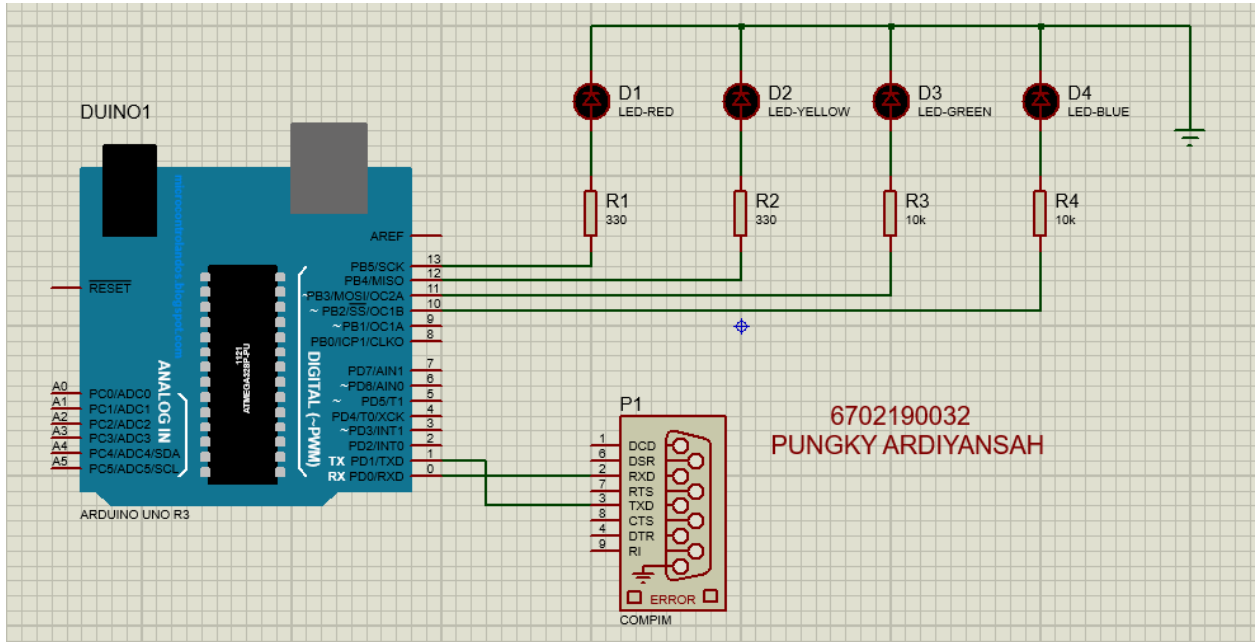 DUINO1
microcontrolandos.blogspot.com
RESET
AREF
PB5/SCK 13
PB4/MISO 12
~PB3/MOSI/OC2A 11
~ PB2/SS/OC1B 10
~ PB1/OC1A 9
PB0/ICP1/CLKO 8
PD7/AIN1 7
~PD6/AIN0 6
~ PD5/T1 5
PD4/T0/XCK 4
~PD3/INT1 3
PD2/INT0 2
TX PD1/TXD 1
RX PD0/RXD 0
1121
ATMEGA328P-PU
DIGITAL (~PWM)
ANALOG IN
A0 PC0/ADC0
A1 PC1/ADC1
A2 PC2/ADC2
A3 PC3/ADC3
A4 PC4/ADC4/SDA
A5 PC5/ADC5/SCL
ARDUINO UNO R3
D1
LED-RED
D2
LED-YELLOW
D3
LED-GREEN
D4
LED-BLUE
R1
330
R2
330
R3
10k
R4
10k
P1
1 DCD
6 DSR
2 RXD
7 RTS
3 TXD
8 CTS
4 DTR
9 RI
ERROR
COMPIM
6702190032
PUNGKY ARDIYANSAH